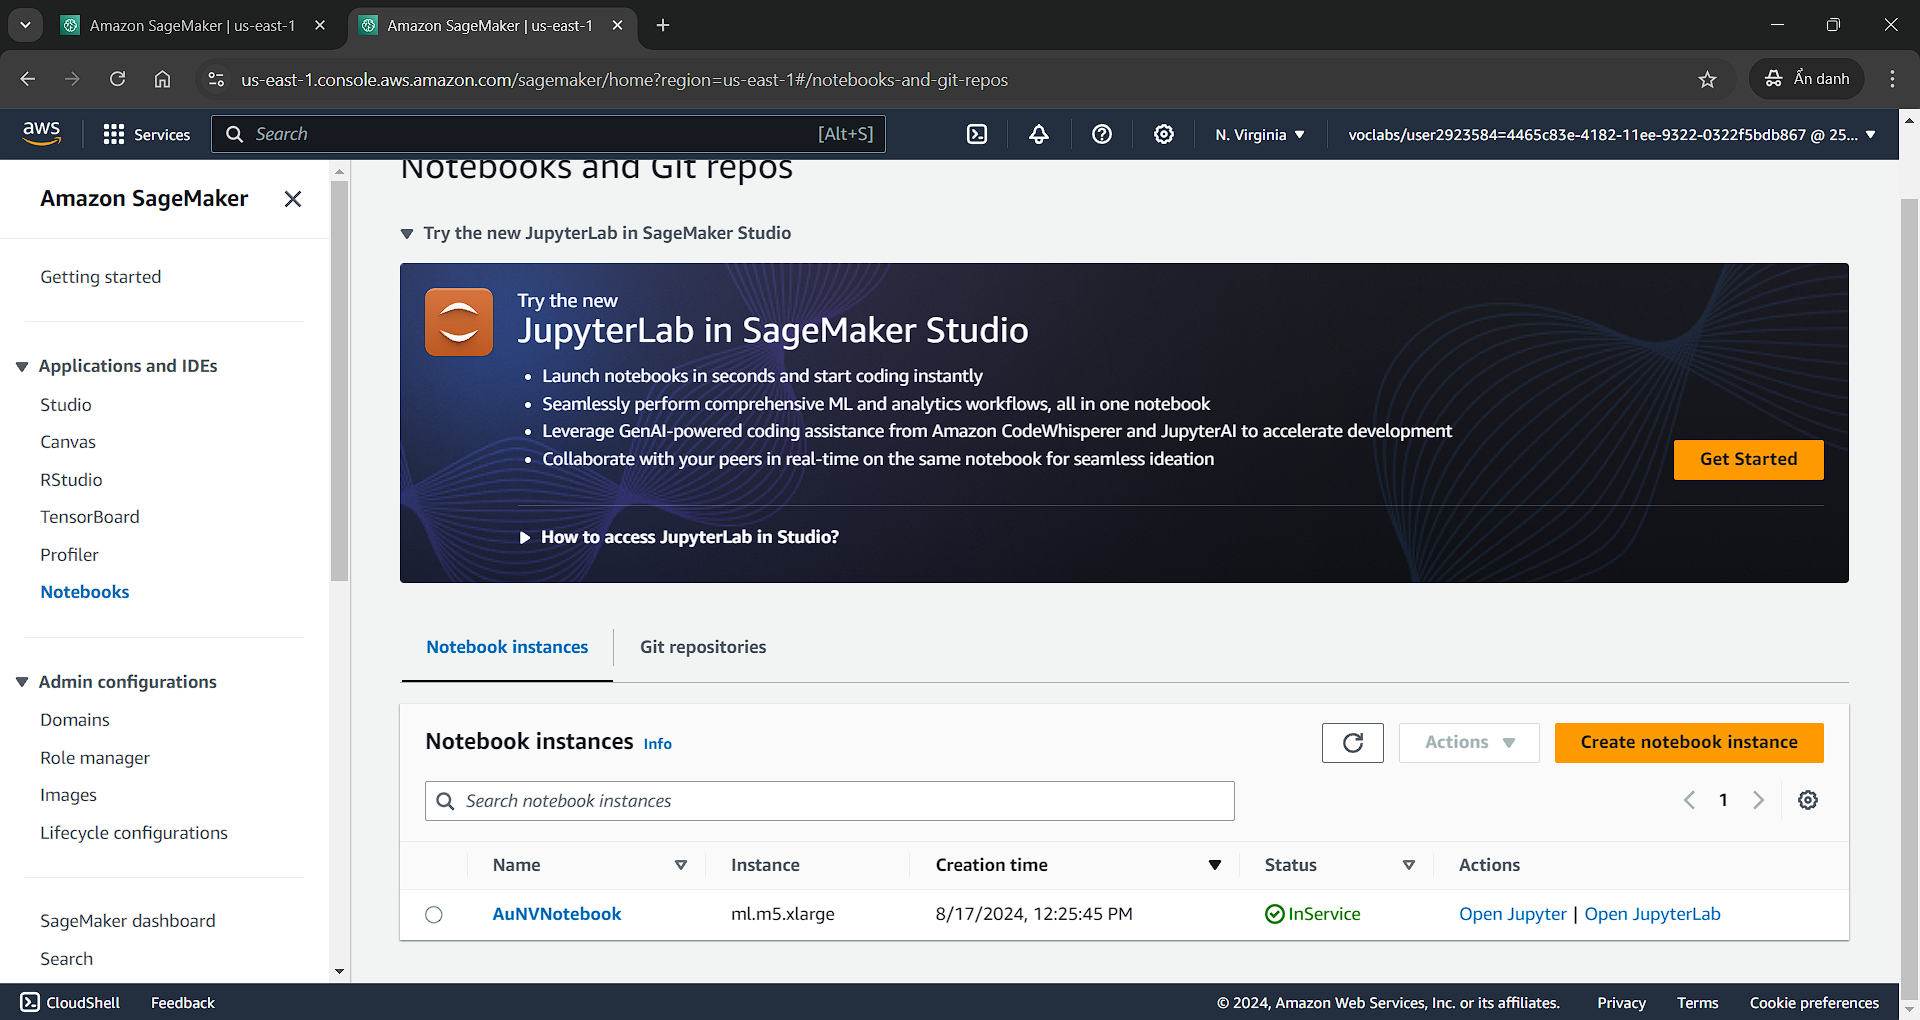 Amazon SageMaker | us-east-1
Amazon SageMaker | us-east-1
us-east-1.console.aws.amazon.com/sagemaker/home?region=us-east-1#/notebooks-and-git-repos
Ẩn danh
aws
Services
Search
[Alt+S]
N. Virginia
voclabs/user2923584=4465c83e-4182-11ee-9322-0322f5bdb867 @ 25...
Amazon SageMaker
Getting started
Applications and IDEs
Studio
Canvas
RStudio
TensorBoard
Profiler
Notebooks
Admin configurations
Domains
Role manager
Images
Lifecycle configurations
SageMaker dashboard
Search
Notebooks and Git repos
Try the new JupyterLab in SageMaker Studio
Try the new
JupyterLab in SageMaker Studio
• Launch notebooks in seconds and start coding instantly
• Seamlessly perform comprehensive ML and analytics workflows, all in one notebook
• Leverage GenAI-powered coding assistance from Amazon CodeWhisperer and JupyterAI to accelerate development
• Collaborate with your peers in real-time on the same notebook for seamless ideation
Get Started
How to access JupyterLab in Studio?
Notebook instances
Git repositories
Notebook instances Info
Actions
Create notebook instance
Search notebook instances
1
Name Instance Creation time Status Actions
AuNVNotebook ml.m5.xlarge 8/17/2024, 12:25:45 PM InService Open Jupyter | Open JupyterLab
CloudShell Feedback © 2024, Amazon Web Services, Inc. or its affiliates. Privacy Terms Cookie preferences